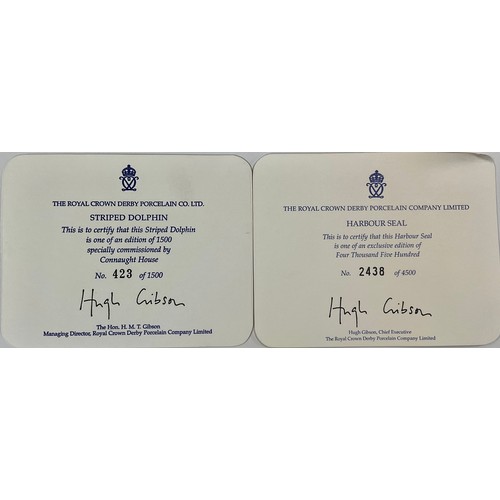 THE ROYAL CROWN DERBY PORCELAIN CO. LTD.
STRIPED DOLPHIN
This is to certify that this Striped Dolphin
is one of an edition of 1500
specially commissioned by
Connaught House
No. 423 of 1500
Hugh Gibson
The Hon. H. M. T. Gibson
Managing Director, Royal Crown Derby Porcelain Company Limited
THE ROYAL CROWN DERBY PORCELAIN COMPANY LIMITED
HARBOUR SEAL
This is to certify that this Harbour Seal
is one of an exclusive edition of
Four Thousand Five Hundred
No. 2438 of 4500
Hugh Gibson
Hugh Gibson, Chief Executive
The Royal Crown Derby Porcelain Company Limited